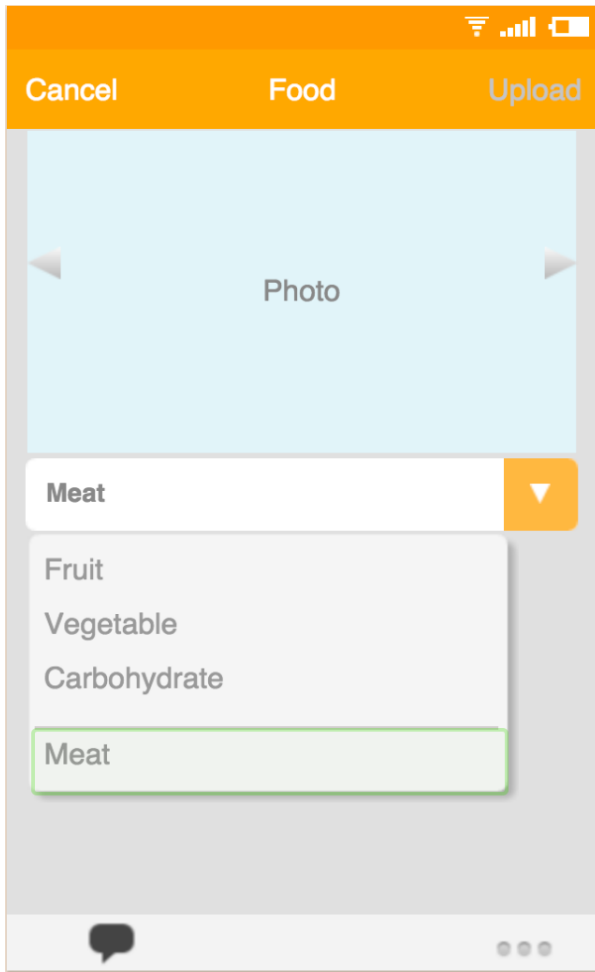 Cancel Food Upload
Photo
Meat
Fruit
Vegetable
Carbohydrate
Meat